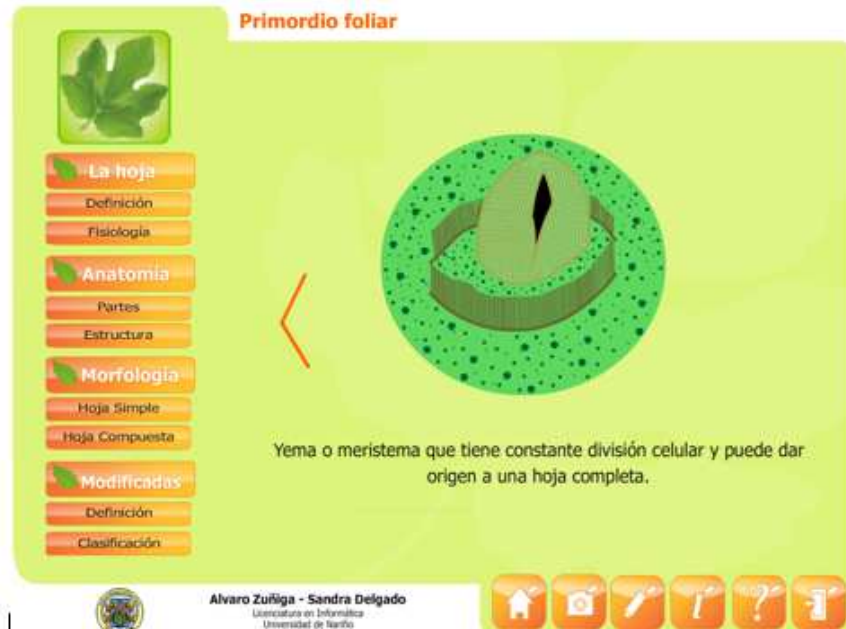 Primordio foliar
La hoja
Definición
Fisiología
Anatomía
Partes
Estructura
Morfología
Hoja Simple
Hoja Compuesta
Modificadas
Definición
Clasificación
Yema o meristema que tiene constante división celular y puede dar
origen a una hoja completa.
Alvaro Zuñiga - Sandra Delgado
Licenciatura en Informática
Universidad de Nariño
i
?